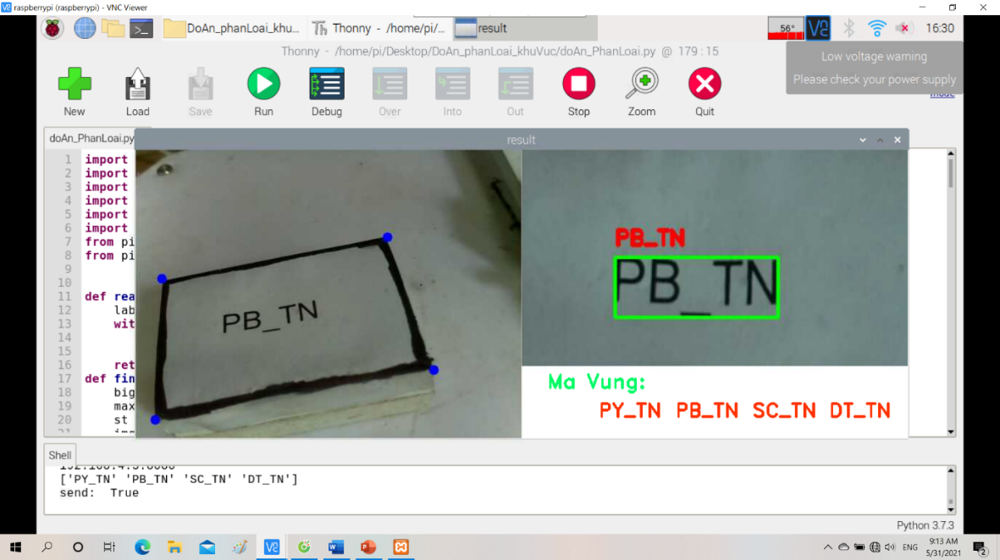 raspberrypi (raspberrypi) - VNC Viewer
DoAn_phanLoai_khu...
Thonny - /home/pi/...
result
56°
16:30
Thonny - /home/pi/Desktop/DoAn_phanLoai_khuVuc/doAn_PhanLoai.py @ 179 : 15
Low voltage warning
Please check your power supply
mode
New
Load
Save
Run
Debug
Over
Into
Out
Stop
Zoom
Quit
doAn_PhanLoai.py
result
1 import
2 import
3 import
4 import
5 import
6 import
7 from pi
8 from pi
9
10
11 def rea
12 lab
13 wit
14
15
16 ret
17 def fin
18 big
19 max
20 st
21
PB_TN
PB_TN
PB_TN
Ma Vung:
PY_TN PB_TN SC_TN DT_TN
Shell
['PY_TN' 'PB_TN' 'SC_TN' 'DT_TN']
send: True
Python 3.7.3
ENG
9:13 AM
5/31/2021
2